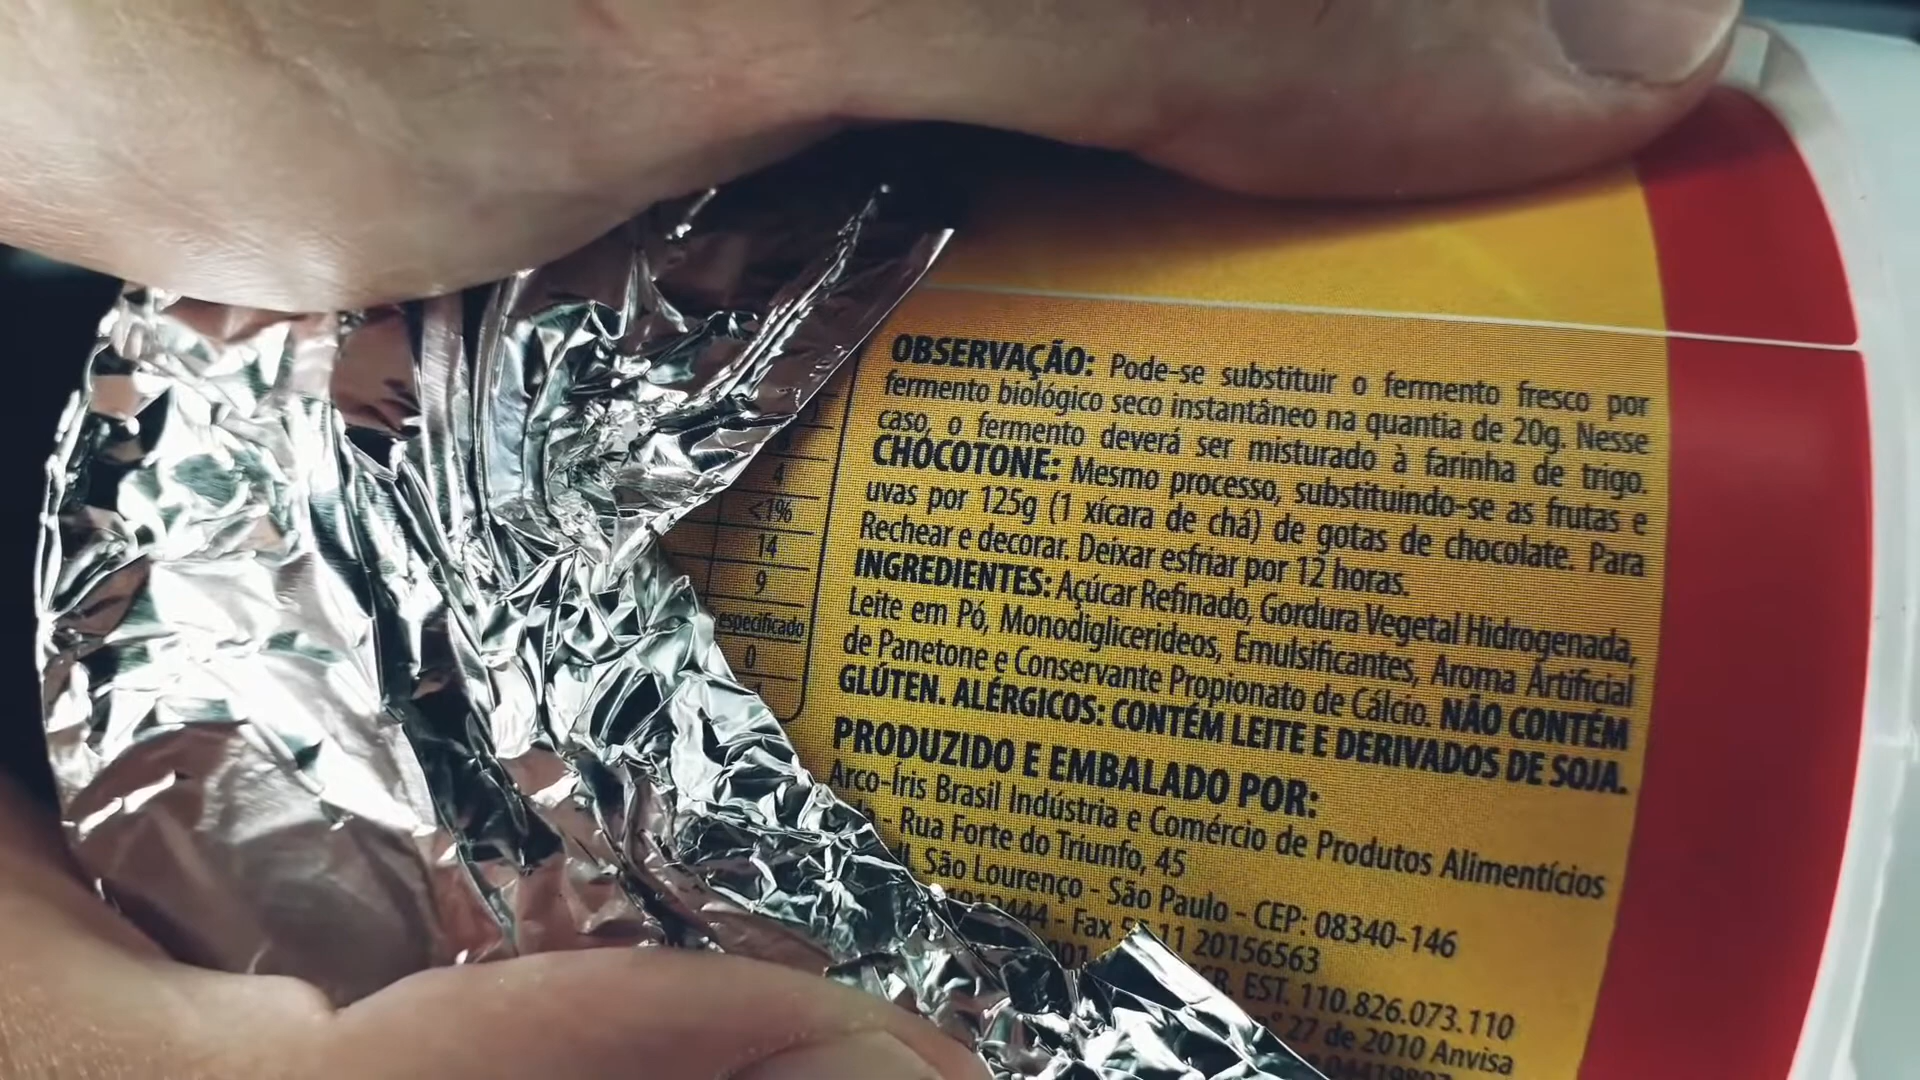 OBSERVAÇÃO: Pode-se substituir o fermento fresco por
fermento biológico seco instantâneo na quantia de 20g. Nesse
caso, o fermento deverá ser misturado à farinha de trigo.
CHOCOTONE: Mesmo processo, substituindo-se as frutas e
uvas por 125g (1 xícara de chá) de gotas de chocolate. Para
Rechear e decorar. Deixar esfriar por 12 horas.
INGREDIENTES: Açúcar Refinado, Gordura Vegetal Hidrogenada,
Leite em Pó, Monodiglicerideos, Emulsificantes, Aroma Artificial
de Panetone e Conservante Propionato de Cálcio. NÃO CONTÉM
GLÚTEN. ALÉRGICOS: CONTÉM LEITE E DERIVADOS DE SOJA.
PRODUZIDO E EMBALADO POR:
Arco-Íris Brasil Indústria e Comércio de Produtos Alimentícios
- Rua Forte do Triunfo, 45
São Lourenço - São Paulo - CEP: 08340-146
- Fax 11 20156563
EST. 110.826.073.110
27 de 2010 Anvisa
4
<1%
14
9
especificado
0